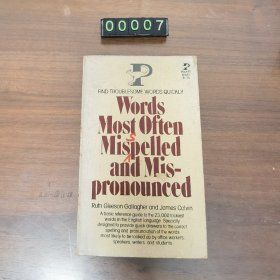 00007
P
FIND TROUBLESOME WORDS QUICKLY!
Words
Most Often
Mispelled
s
and Mis-
pronounced
Ruth Gleeson Gallagher and James Colvin
A basic reference guide to the 23,000 trickiest
words in the English language. Specially
designed to provide quick answers to the correct
spelling and pronunciation of the words
most likely to be looked up by office workers,
speakers, writers, and students.